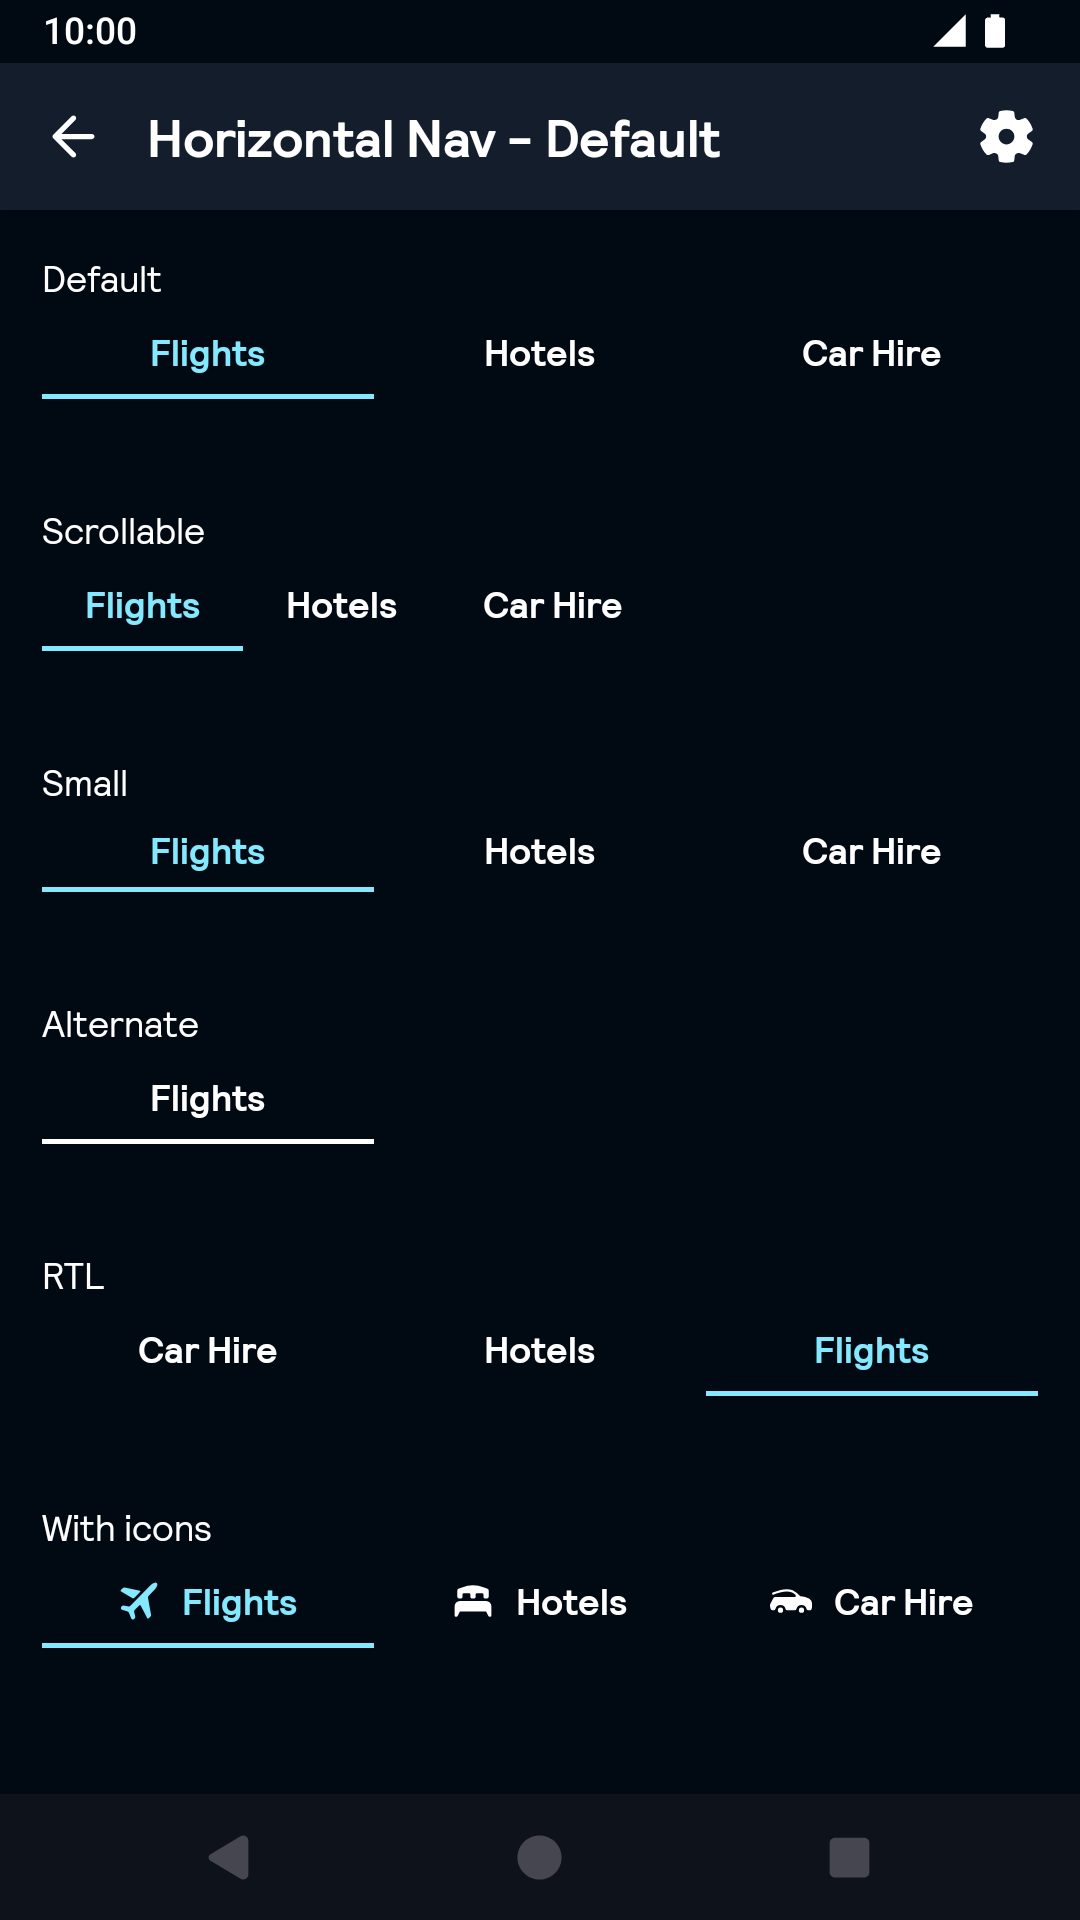 10:00
Horizontal Nav - Default
Default
Flights Hotels Car Hire
Scrollable
Flights Hotels Car Hire
Small
Flights Hotels Car Hire
Alternate
Flights
RTL
Car Hire Hotels Flights
With icons
Flights Hotels Car Hire